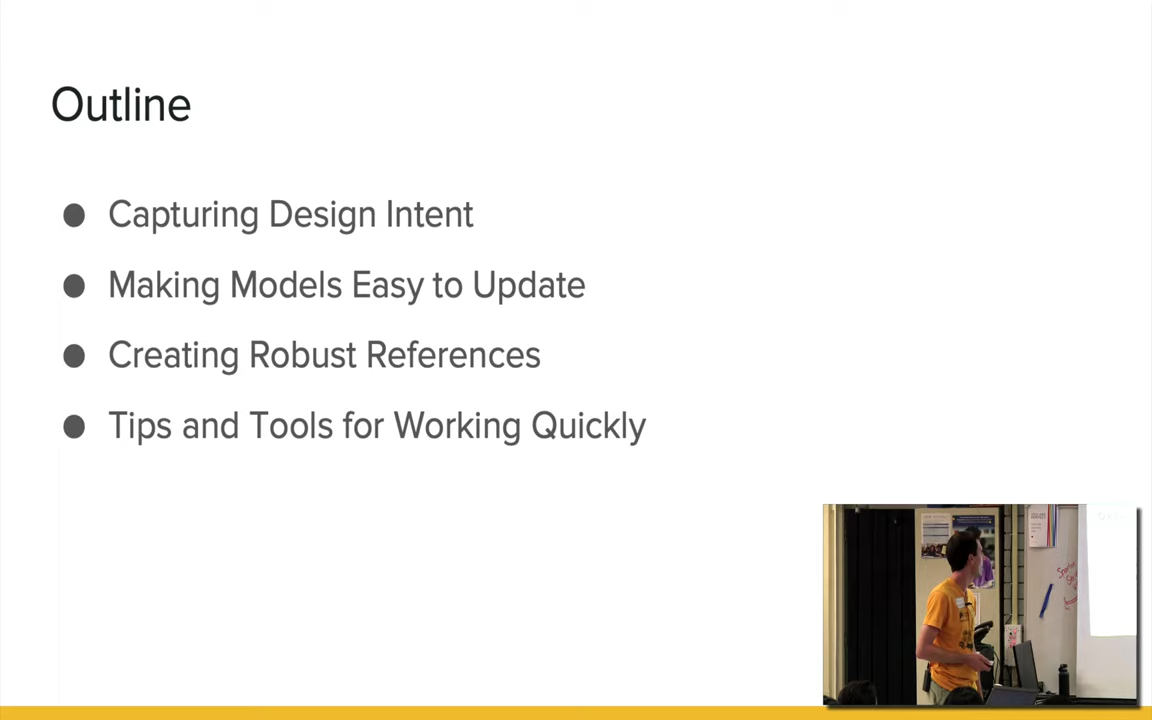 Outline
● Capturing Design Intent
● Making Models Easy to Update
● Creating Robust References
● Tips and Tools for Working Quickly